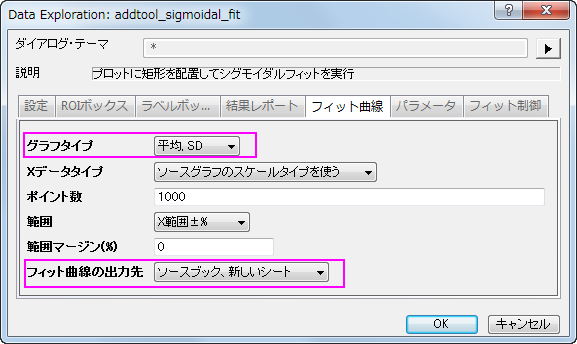 Data Exploration: addtool_sigmoidal_fit
ダイアログ・テーマ *
説明 プロットに矩形を配置してシグモイダルフィットを実行
設定 ROIボックス ラベルボッ... 結果レポート フィット曲線 パラメータ フィット制御
グラフタイプ 平均, SD
Xデータタイプ ソースグラフのスケールタイプを使う
ポイント数 1000
範囲 X範囲±%
範囲マージン(%) 0
フィット曲線の出力先 ソースブック、新しいシート
OK キャンセル